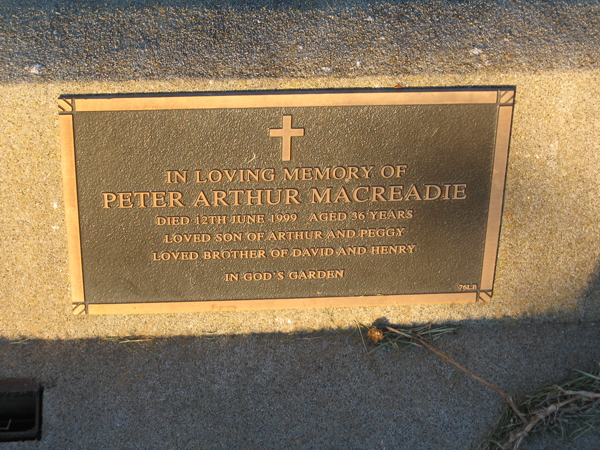 IN LOVING MEMORY OF
PETER ARTHUR MACREADIE
DIED 12TH JUNE 1999 AGED 36 YEARS
LOVED SON OF ARTHUR AND PEGGY
LOVED BROTHER OF DAVID AND HENRY
IN GOD'S GARDEN